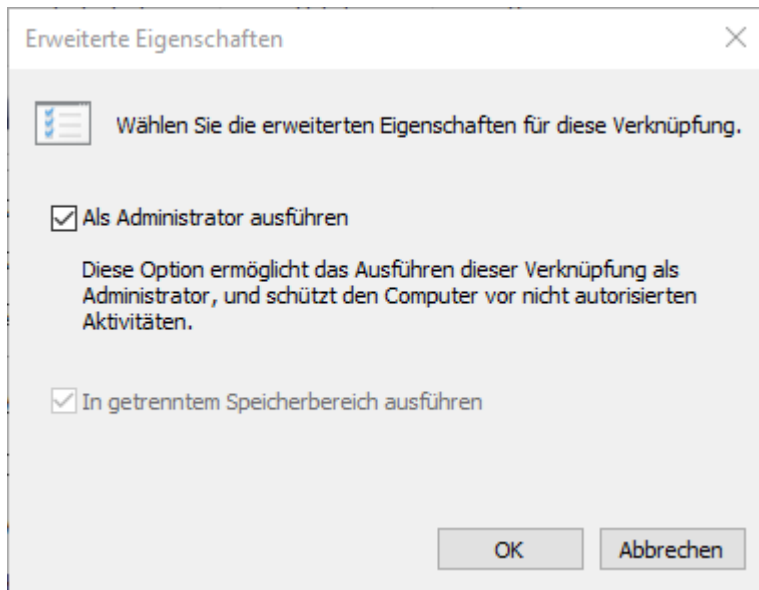 Erweiterte Eigenschaften
Wählen Sie die erweiterten Eigenschaften für diese Verknüpfung.
Als Administrator ausführen
Diese Option ermöglicht das Ausführen dieser Verknüpfung als
Administrator, und schützt den Computer vor nicht autorisierten
Aktivitäten.
In getrenntem Speicherbereich ausführen
OK
Abbrechen